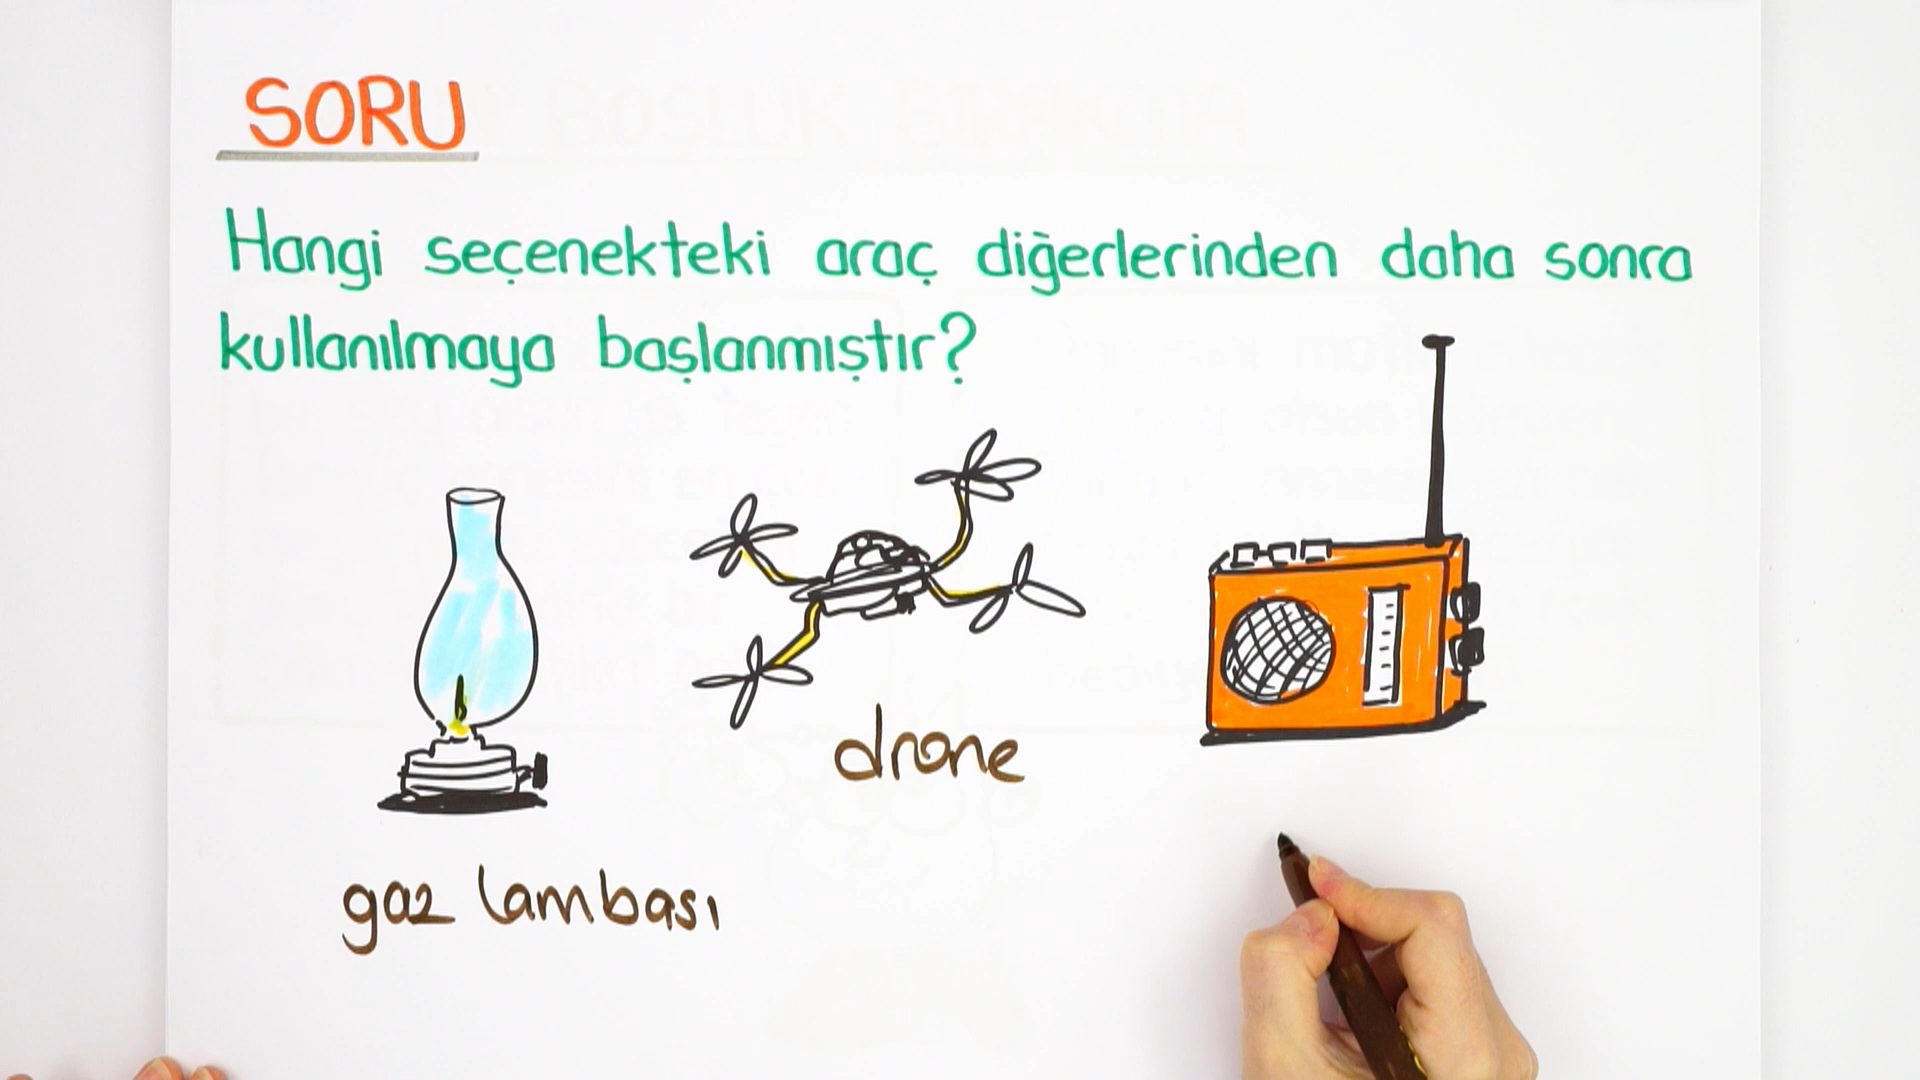 SORU
Hangi seçenekteki araç diğerlerinden daha sonra
kullanılmaya başlanmıştır?
drone
gaz lambası